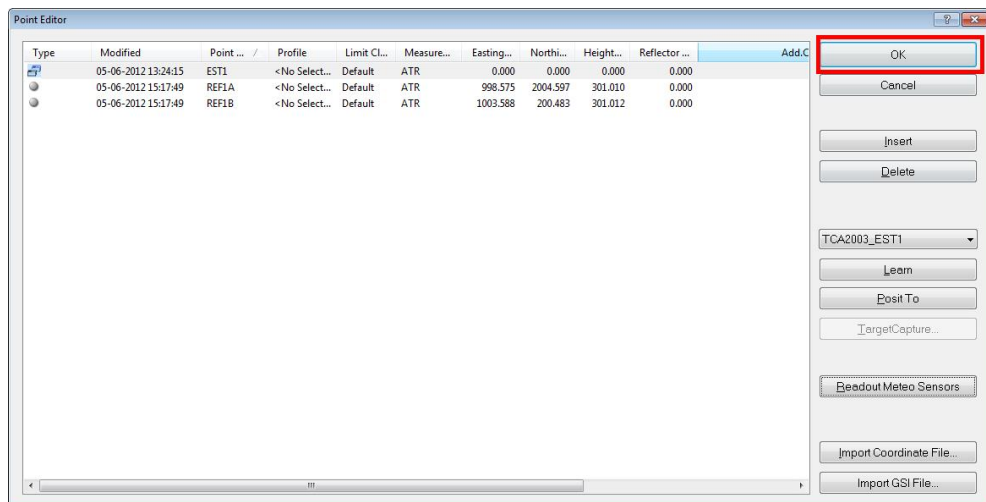 Point Editor
Type Modified Point ... / Profile Limit Cl... Measure... Easting... Northi... Height... Reflector ... Add.C
05-06-2012 13:24:15 EST1 <No Select... Default ATR 0.000 0.000 0.000 0.000
05-06-2012 15:17:49 REF1A <No Select... Default ATR 998.575 2004.597 301.010 0.000
05-06-2012 15:17:49 REF1B <No Select... Default ATR 1003.588 200.483 301.012 0.000
OK
Cancel
Insert
Delete
TCA2003_EST1
Learn
Posit To
TargetCapture...
Readout Meteo Sensors
Import Coordinate File...
Import GSI File...